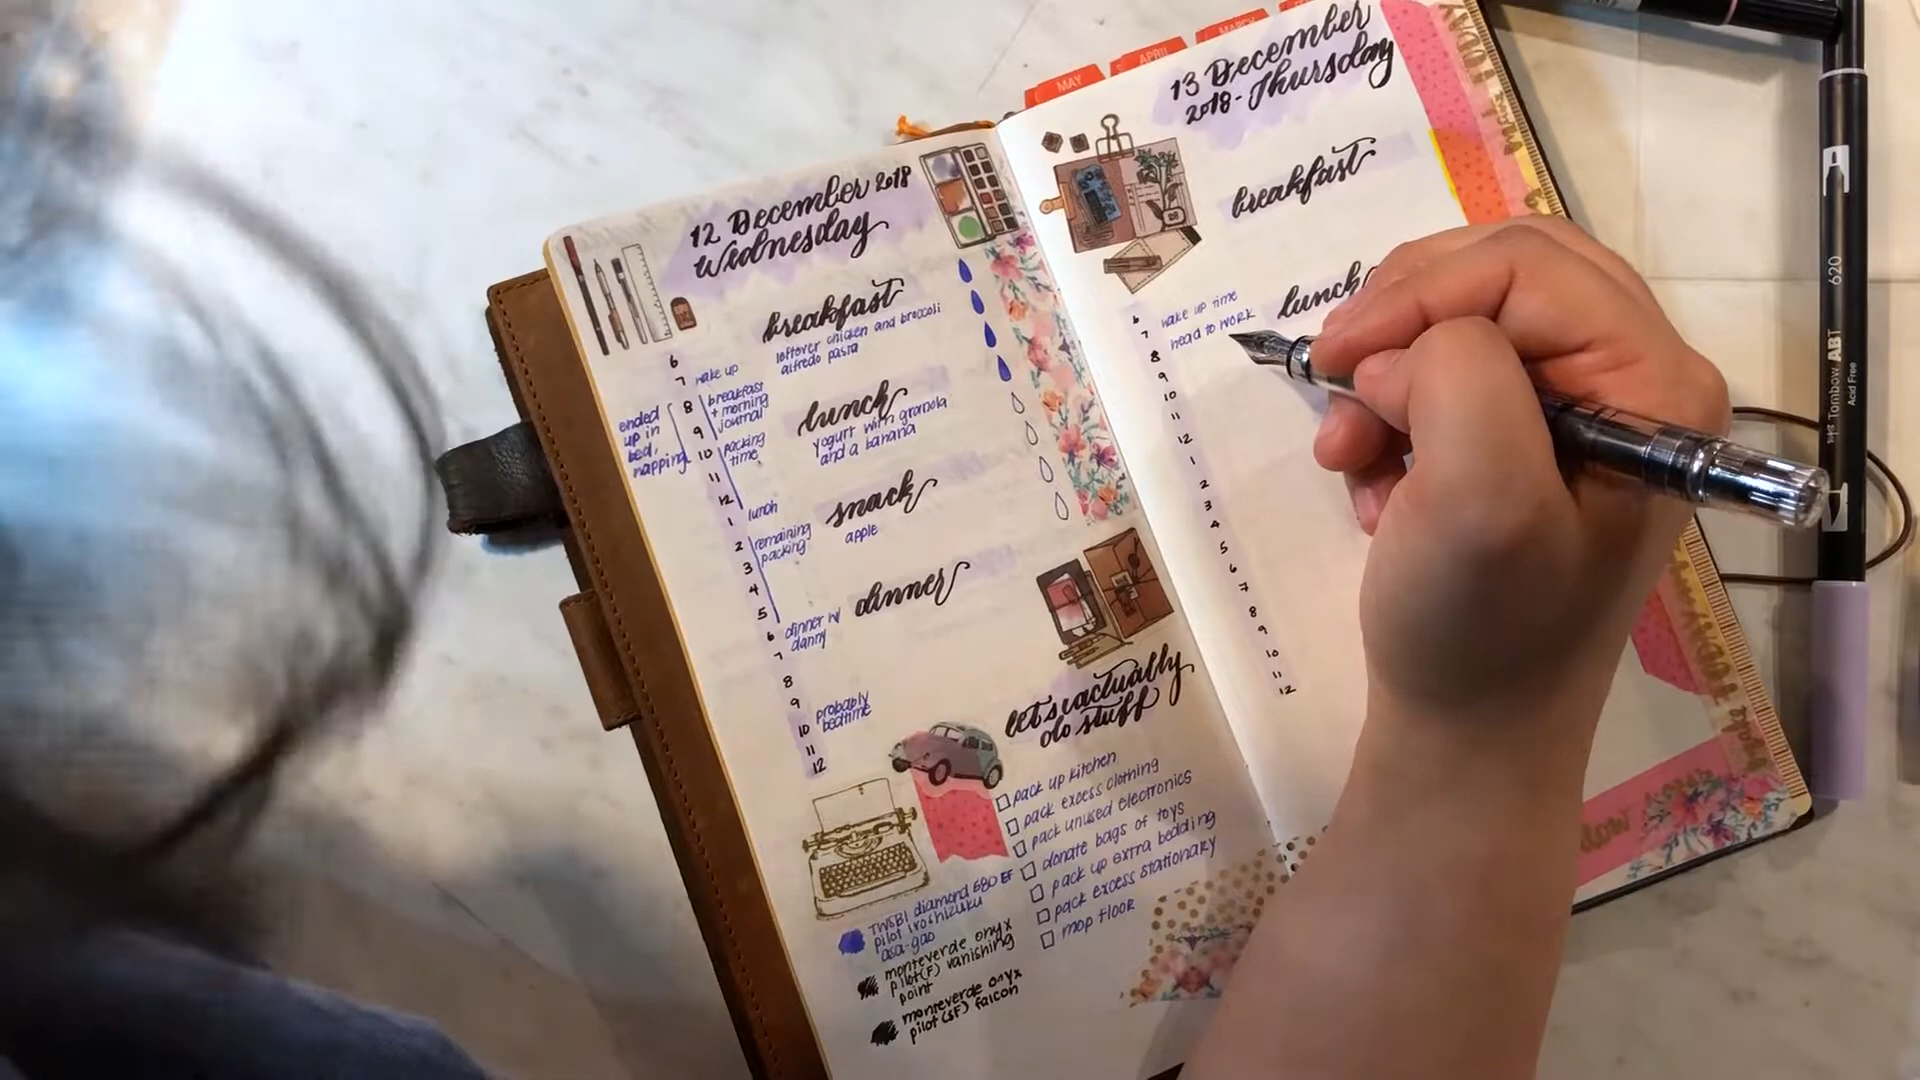 MAY
APRIL
MARCH
12 December 2018
Wednesday
breakfast
leftover chicken and broccoli
alfredo pasta
lunch
yogurt with granola
and a banana
snack
apple
dinner
6
7
8
9
10
11
12
1
2
3
4
5
6
7
8
9
10
11
12
wake up
breakfast
+ morning
journal
packing
time
ended
up in
bed,
napping
lunch
remaining
packing
dinner w/
danny
probably
bedtime
let's actually
do stuff
pack up kitchen
pack excess clothing
pack unused electronics
donate bags of toys
pack up extra bedding
pack excess stationary
mop floor
TWSBI diamond 580 EF
pilot iroshizuku
asa-gao
monteverde onyx
pilot (F) vanishing
point
monteverde onyx
pilot (SF) falcon
13 December
2018 - Thursday
breakfast
lunch
6
7
8
9
10
11
12
1
2
3
4
5
6
7
8
9
10
11
12
wake up time
head to work
TODAY
Tombow ABT
620
Acid Free